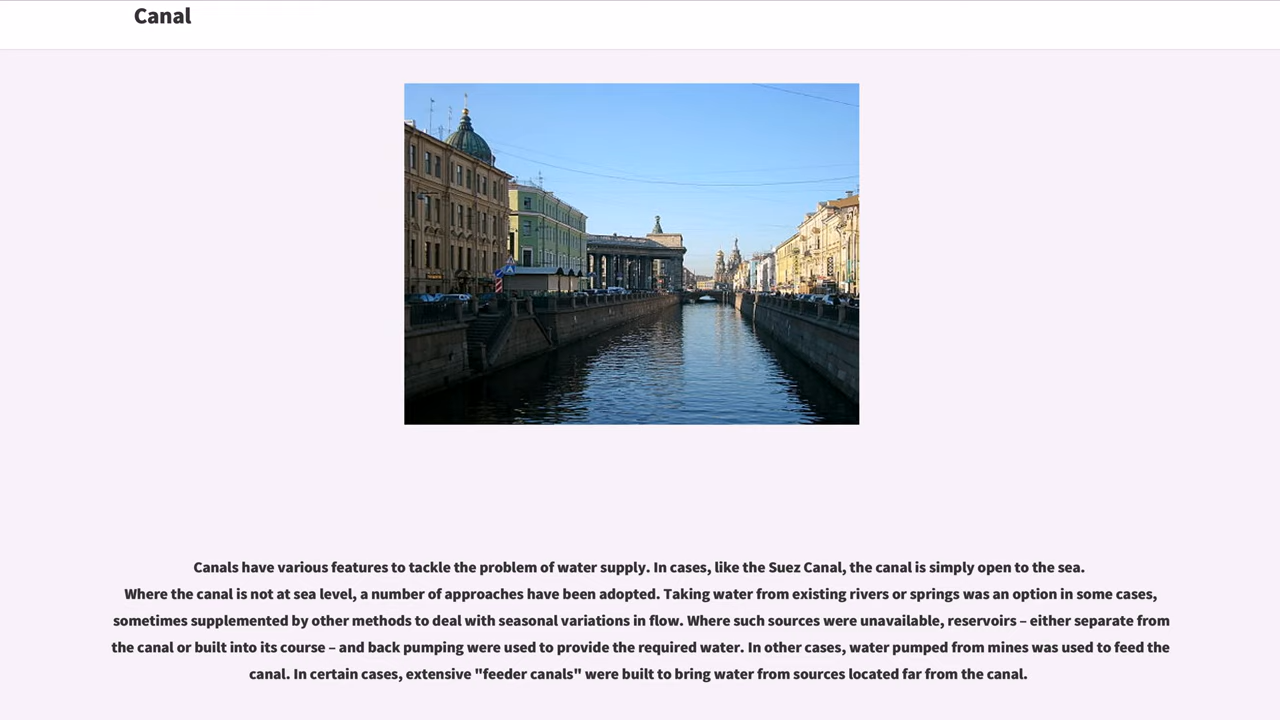 Canal
Canals have various features to tackle the problem of water supply. In cases, like the Suez Canal, the canal is simply open to the sea.
Where the canal is not at sea level, a number of approaches have been adopted. Taking water from existing rivers or springs was an option in some cases,
sometimes supplemented by other methods to deal with seasonal variations in flow. Where such sources were unavailable, reservoirs – either separate from
the canal or built into its course – and back pumping were used to provide the required water. In other cases, water pumped from mines was used to feed the
canal. In certain cases, extensive "feeder canals" were built to bring water from sources located far from the canal.